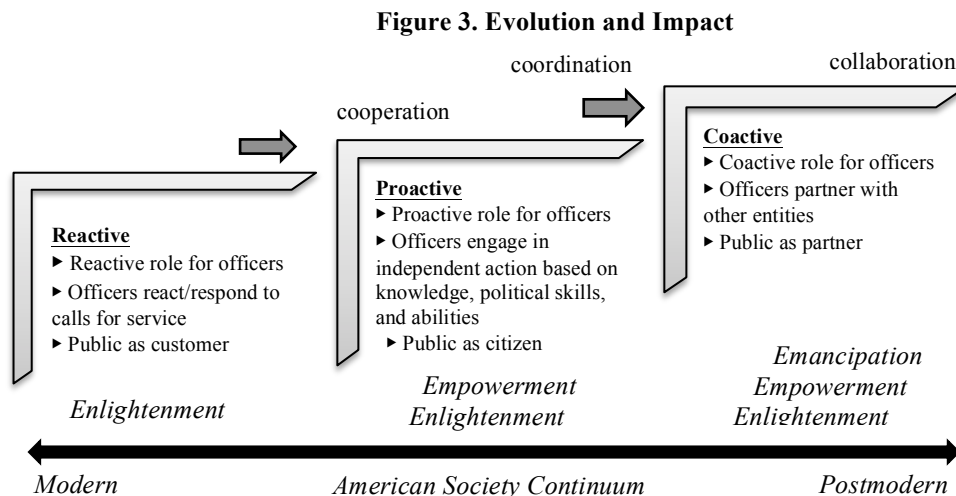 Figure 3. Evolution and Impact
coordination
collaboration
cooperation
Reactive
▸ Reactive role for officers
▸ Officers react/respond to
calls for service
▸ Public as customer
Proactive
▸ Proactive role for officers
▸ Officers engage in
independent action based on
knowledge, political skills,
and abilities
▸ Public as citizen
Coactive
▸ Coactive role for officers
▸ Officers partner with
other entities
▸ Public as partner
Enlightenment
Empowerment
Enlightenment
Emancipation
Empowerment
Enlightenment
Modern
American Society Continuum
Postmodern